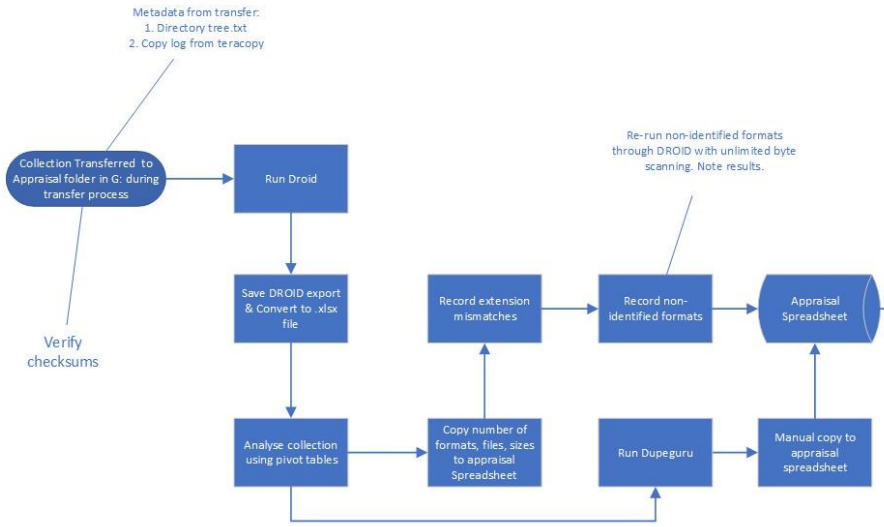 Metadata from transfer:
1. Directory tree.txt
2. Copy log from teracopy
Collection Transferred to
Appraisal folder in G: during
transfer process
Run Droid
Re-run non-identified formats
through DROID with unlimited byte
scanning. Note results.
Save DROID export
& Convert to .xlsx
file
Record extension
mismatches
Record non-
identified formats
Appraisal
Spreadsheet
Verify
checksums
Analyse collection
using pivot tables
Copy number of
formats, files, sizes
to appraisal
Spreadsheet
Run Dupeguru
Manual copy to
appraisal
spreadsheet